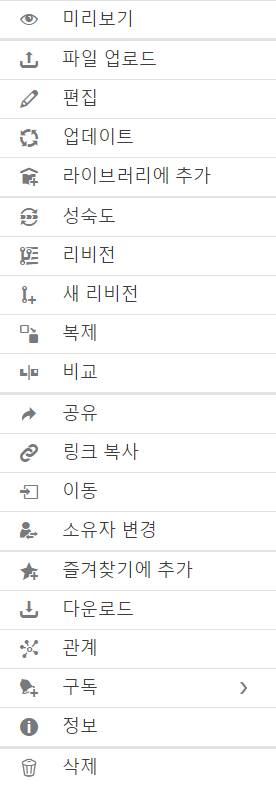 미리보기
파일 업로드
편집
업데이트
라이브러리에 추가
성숙도
리비전
새 리비전
복제
비교
공유
링크 복사
이동
소유자 변경
즐겨찾기에 추가
다운로드
관계
구독
정보
삭제